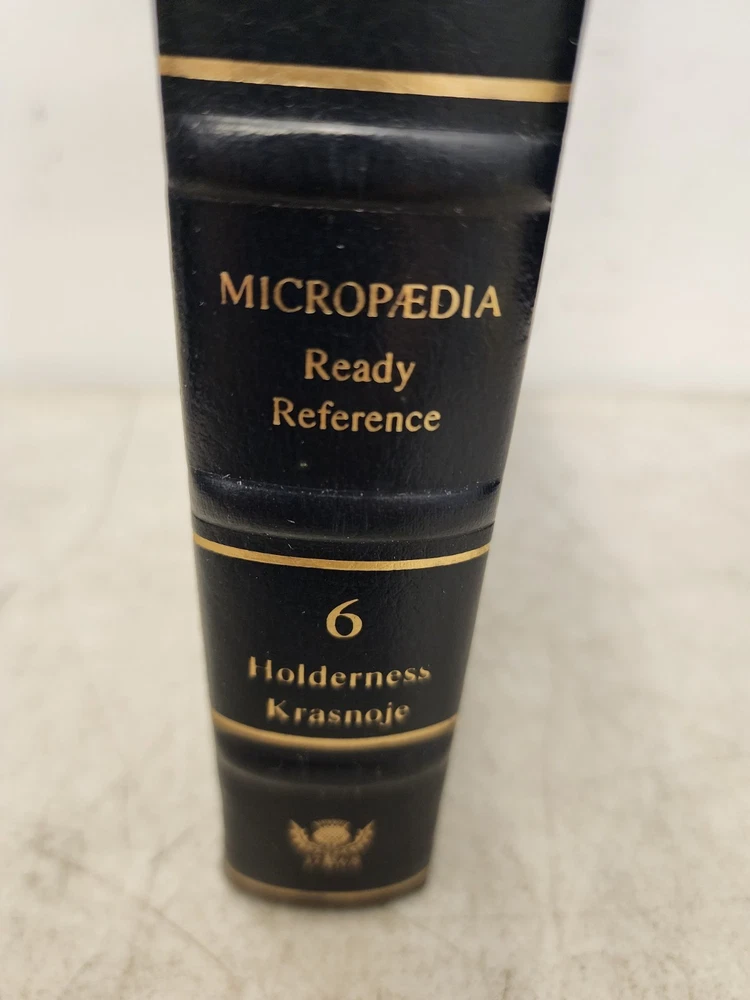 MICROPÆDIA
Ready
Reference
6
Holderness
Krasnoje